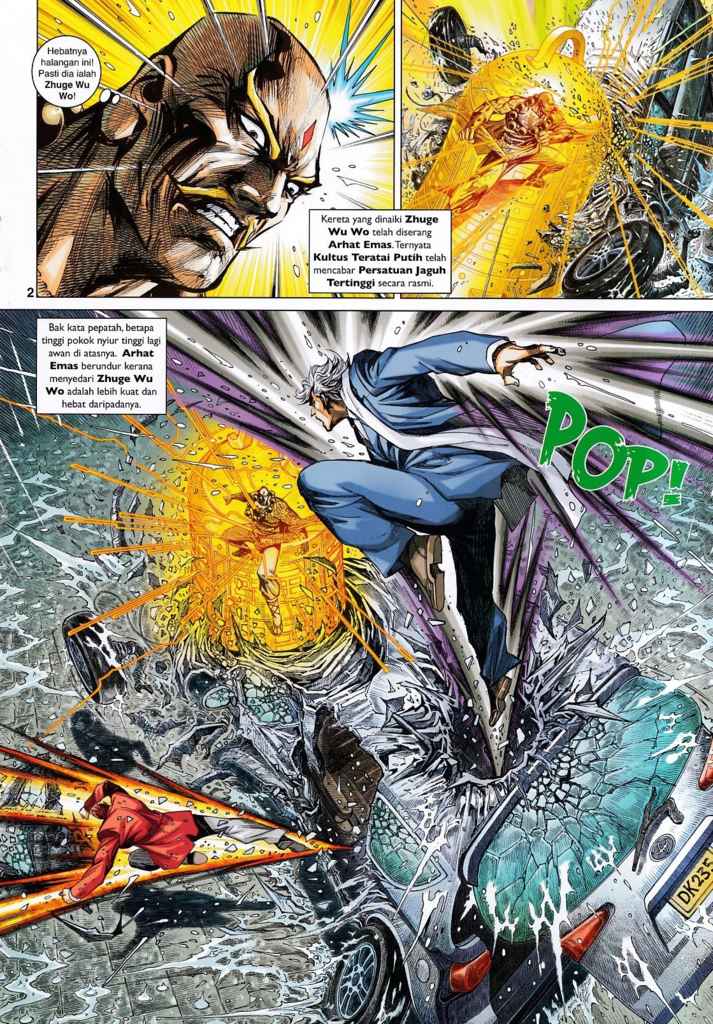 Hebatnya
halangan ini!
Pasti dia ialah
Zhuge Wu
Wo!
Kereta yang dinaiki Zhuge
Wu Wo telah diserang
Arhat Emas. Ternyata
Kultus Teratai Putih telah
mencabar Persatuan Jaguh
Tertinggi secara rasmi.
2
Bak kata pepatah, betapa
tinggi pokok nyiur tinggi lagi
awan di atasnya. Arhat
Emas berundur kerana
menyedari Zhuge Wu
Wo adalah lebih kuat dan
hebat daripadanya.
POP!
DK235